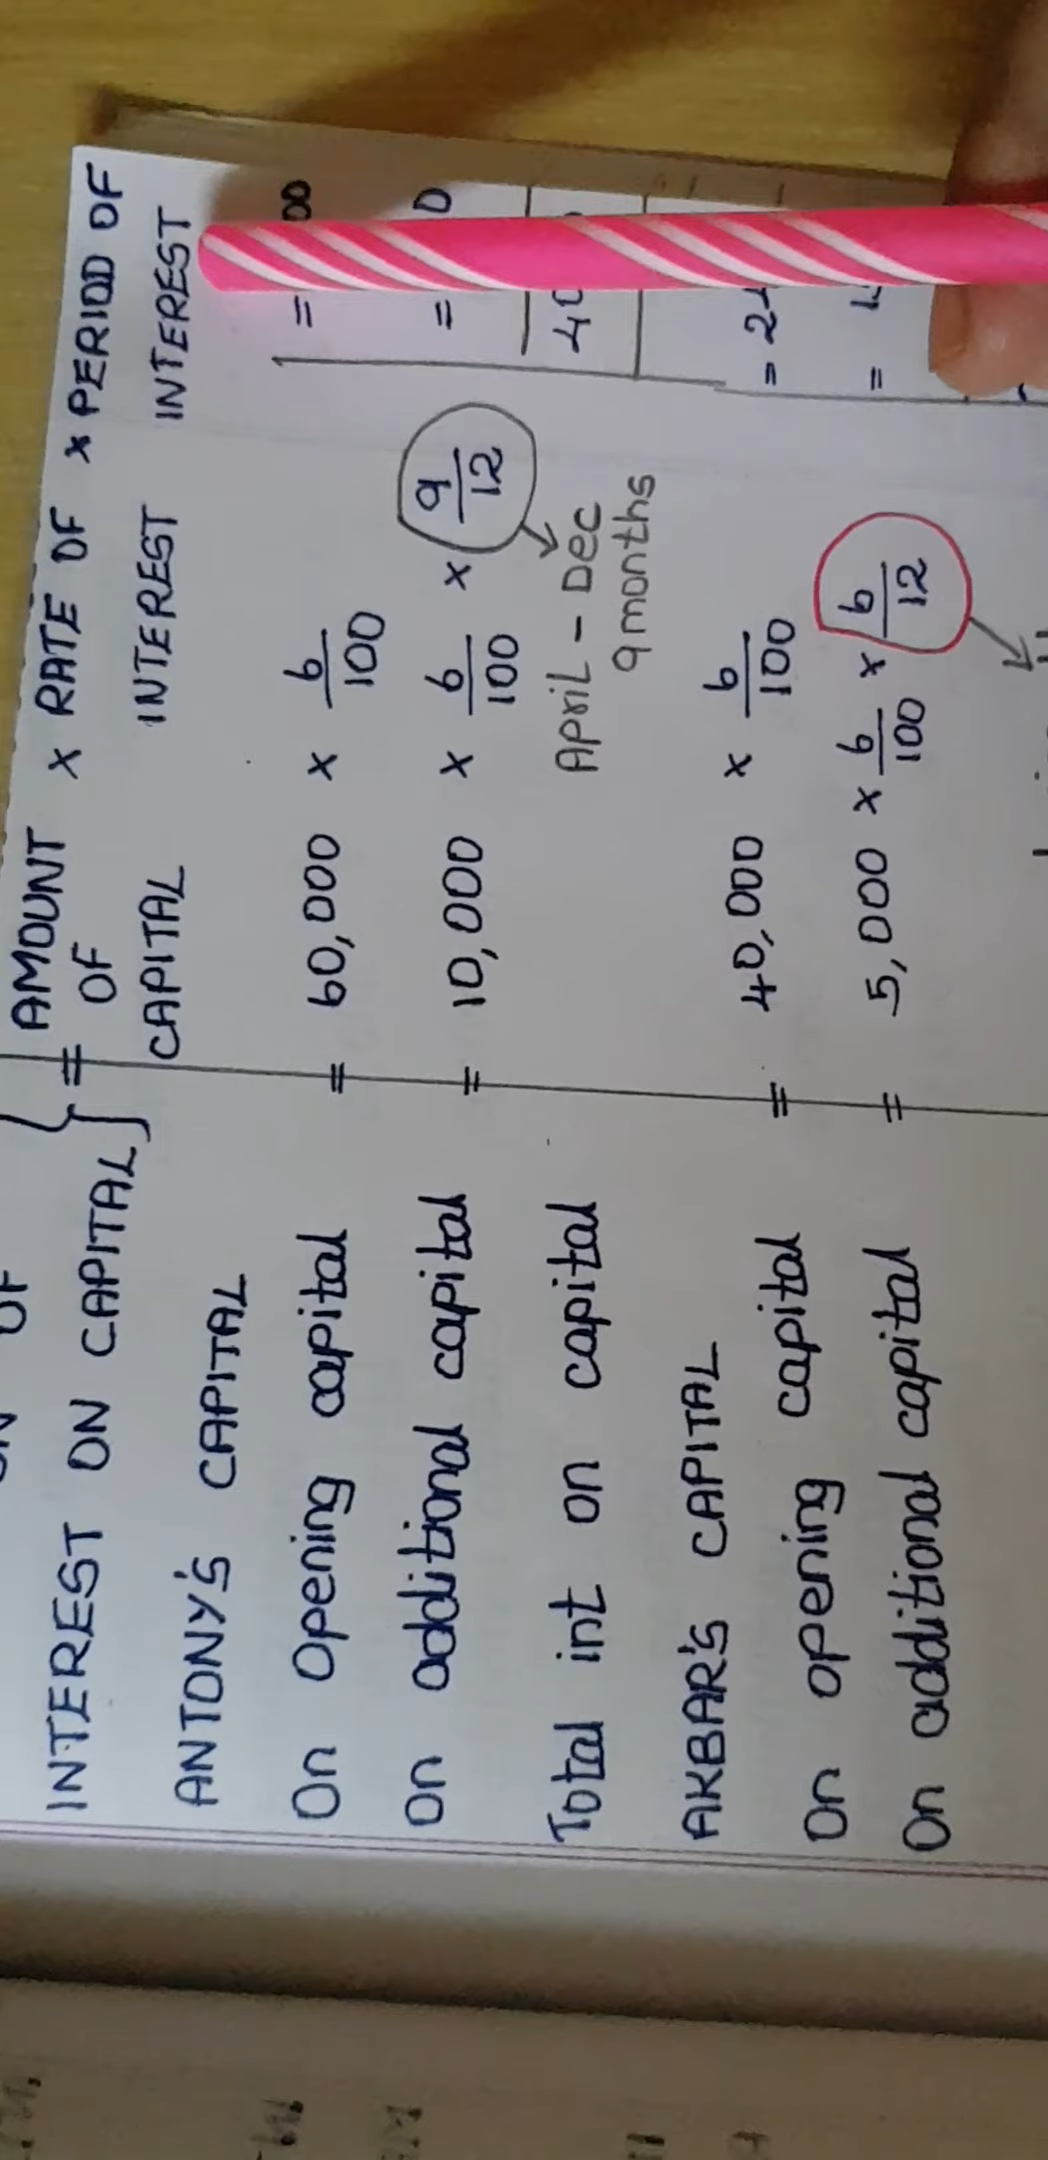 INTEREST ON CAPITAL } = AMOUNT OF CAPITAL x RATE OF INTEREST x PERIOD OF INTEREST
ANTONY'S CAPITAL
On opening capital = 60,000 x 6/100 =
On additional capital = 10,000 x 6/100 x 9/12 =
April - Dec
9 months
Total int on capital 40
AKBAR'S CAPITAL
On opening capital = 40,000 x 6/100 = 24
On additional capital = 5,000 x 6/100 x 6/12 =